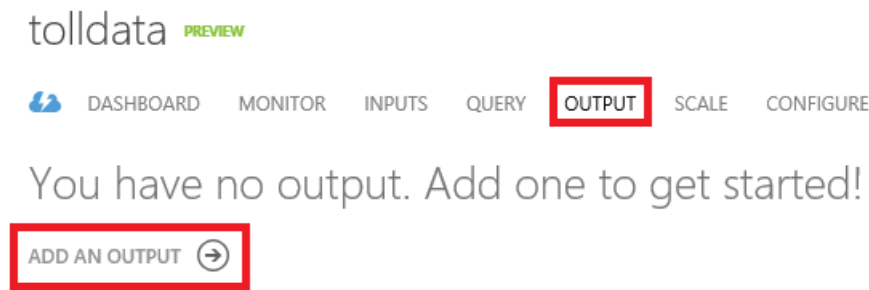 tolldata PREVIEW
DASHBOARD MONITOR INPUTS QUERY OUTPUT SCALE CONFIGURE
You have no output. Add one to get started!
ADD AN OUTPUT